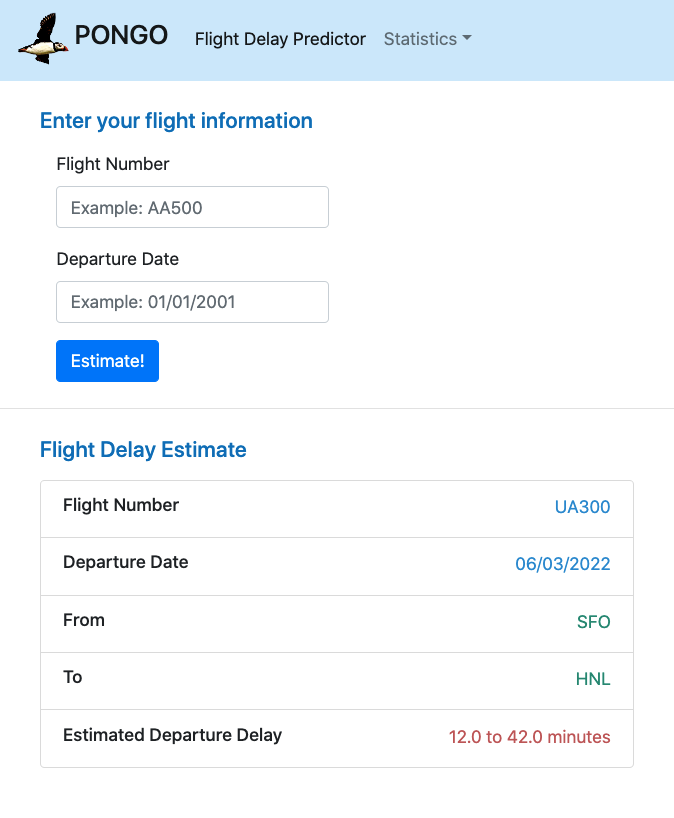 PONGO Flight Delay Predictor Statistics
Enter your flight information
Flight Number
Example: AA500
Departure Date
Example: 01/01/2001
Estimate!
Flight Delay Estimate
Flight Number UA300
Departure Date 06/03/2022
From SFO
To HNL
Estimated Departure Delay 12.0 to 42.0 minutes